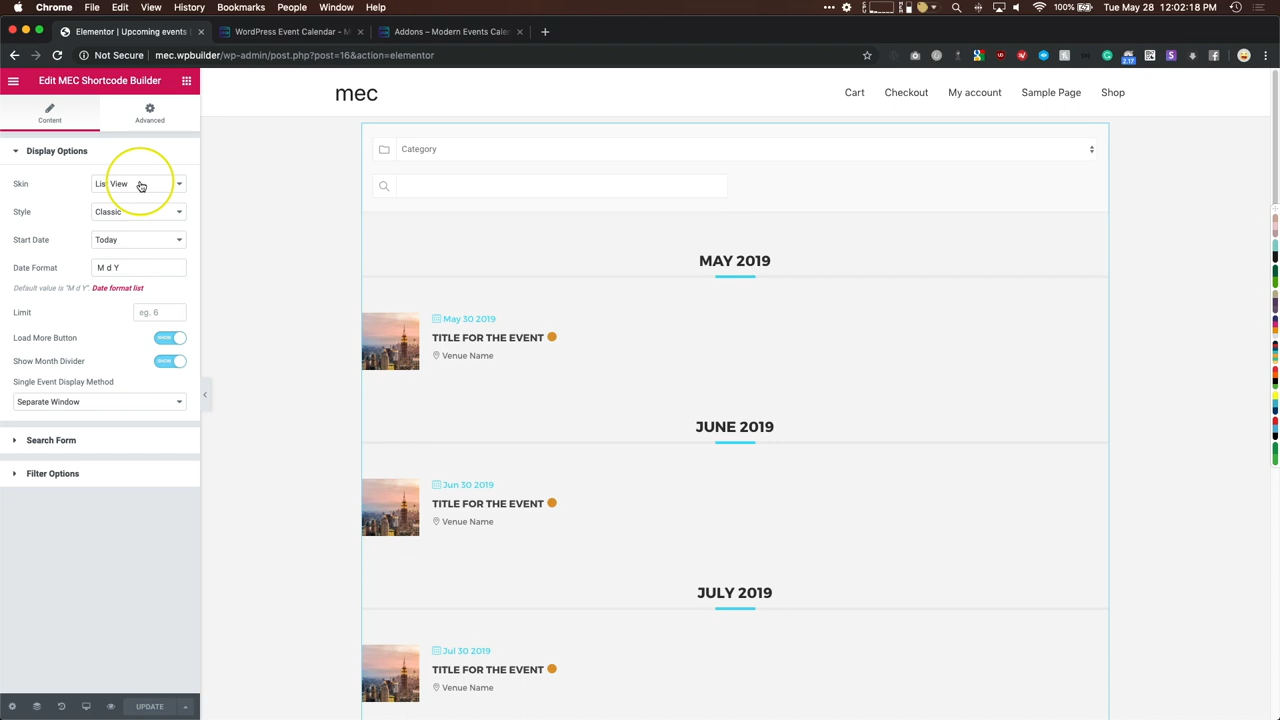 Chrome File Edit View History Bookmarks People Window Help
100% Tue May 28 12:02:18
Elementor | Upcoming events
WordPress Event Calendar - M
Addons – Modern Events Cale
Not Secure mec.wpbuilder/wp-admin/post.php?post=16&action=elementor
2.17
Edit MEC Shortcode Builder
Content
Advanced
Display Options
Skin
List View
Style
Classic
Start Date
Today
Date Format
M d Y
Default value is "M d Y". Date format list
Limit
eg. 6
Load More Button
SHOW
Show Month Divider
SHOW
Single Event Display Method
Separate Window
Search Form
Filter Options
UPDATE
mec
Cart Checkout My account Sample Page Shop
Category
MAY 2019
May 30 2019
TITLE FOR THE EVENT
Venue Name
JUNE 2019
Jun 30 2019
TITLE FOR THE EVENT
Venue Name
JULY 2019
Jul 30 2019
TITLE FOR THE EVENT
Venue Name